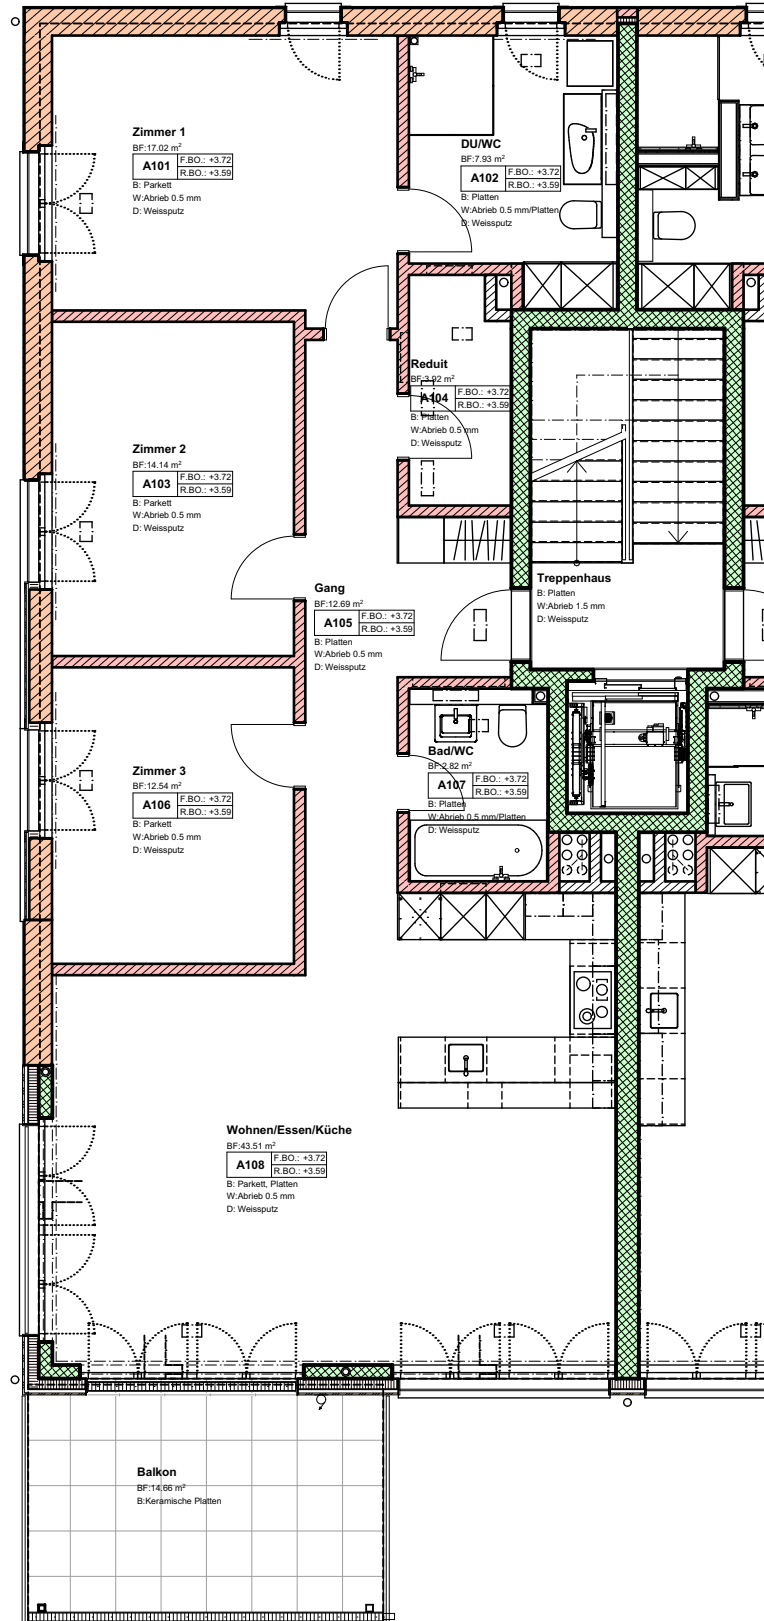 Zimmer 1
BF:17.02 m²
A101
F.BO.: +3.72
R.BO.: +3.59
B: Parkett
W:Abrieb 0.5 mm
D: Weissputz
DU/WC
BF:7.93 m²
A102
F.BO.: +3.72
R.BO.: +3.59
B: Platten
W:Abrieb 0.5 mm/Platten
D: Weissputz
Reduit
BF:3.92 m²
A104
F.BO.: +3.72
R.BO.: +3.59
B: Platten
W:Abrieb 0.5 mm
D: Weissputz
Zimmer 2
BF:14.14 m²
A103
F.BO.: +3.72
R.BO.: +3.59
B: Parkett
W:Abrieb 0.5 mm
D: Weissputz
Gang
BF:12.69 m²
A105
F.BO.: +3.72
R.BO.: +3.59
B: Platten
W:Abrieb 0.5 mm
D: Weissputz
Treppenhaus
B: Platten
W:Abrieb 1.5 mm
D: Weissputz
Zimmer 3
BF:12.54 m²
A106
F.BO.: +3.72
R.BO.: +3.59
B: Parkett
W:Abrieb 0.5 mm
D: Weissputz
Bad/WC
BF:2.82 m²
A107
F.BO.: +3.72
R.BO.: +3.59
B: Platten
W:Abrieb 0.5 mm/Platten
D: Weissputz
Wohnen/Essen/Küche
BF:43.51 m²
A108
F.BO.: +3.72
R.BO.: +3.59
B: Parkett, Platten
W:Abrieb 0.5 mm
D: Weissputz
Balkon
BF:14.66 m²
B:Keramische Platten